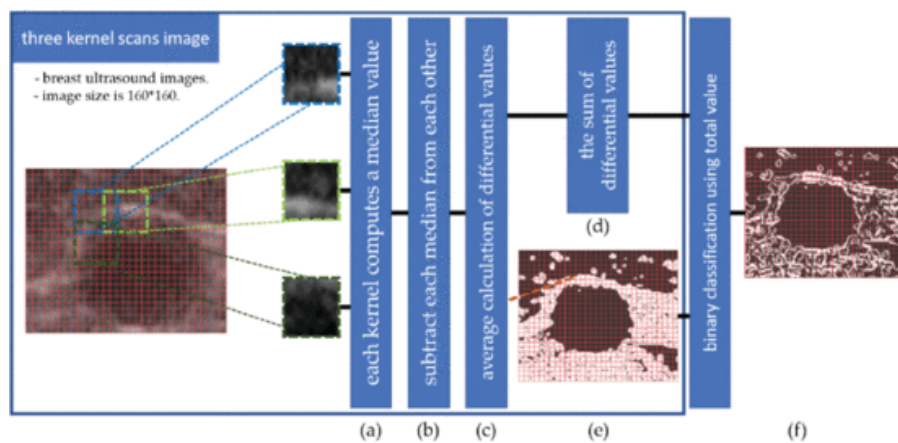 three kernel scans image
- breast ultrasound images.
- image size is 160*160.
each kernel computes a median value
subtract each median from each other
average calculation of differential values
the sum of
differential values
(d)
binary classification using total value
(a)
(b)
(c)
(e)
(f)